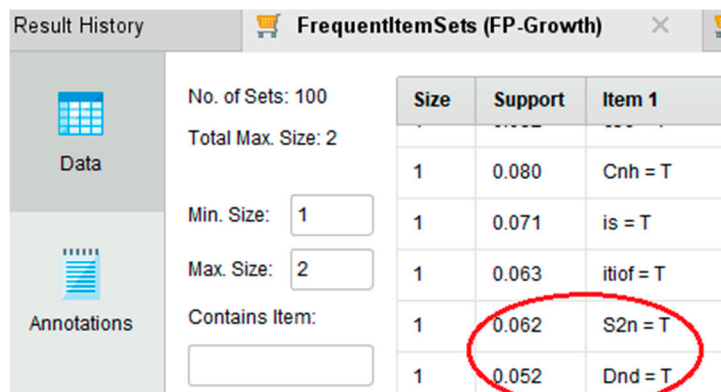 Result History
FrequentItemSets (FP-Growth)
Data
Annotations
No. of Sets: 100
Total Max. Size: 2
Min. Size: 1
Max. Size: 2
Contains Item:
Size Support Item 1
1 0.080 Cnh = T
1 0.071 is = T
1 0.063 itiof = T
1 0.062 S2n = T
1 0.052 Dnd = T